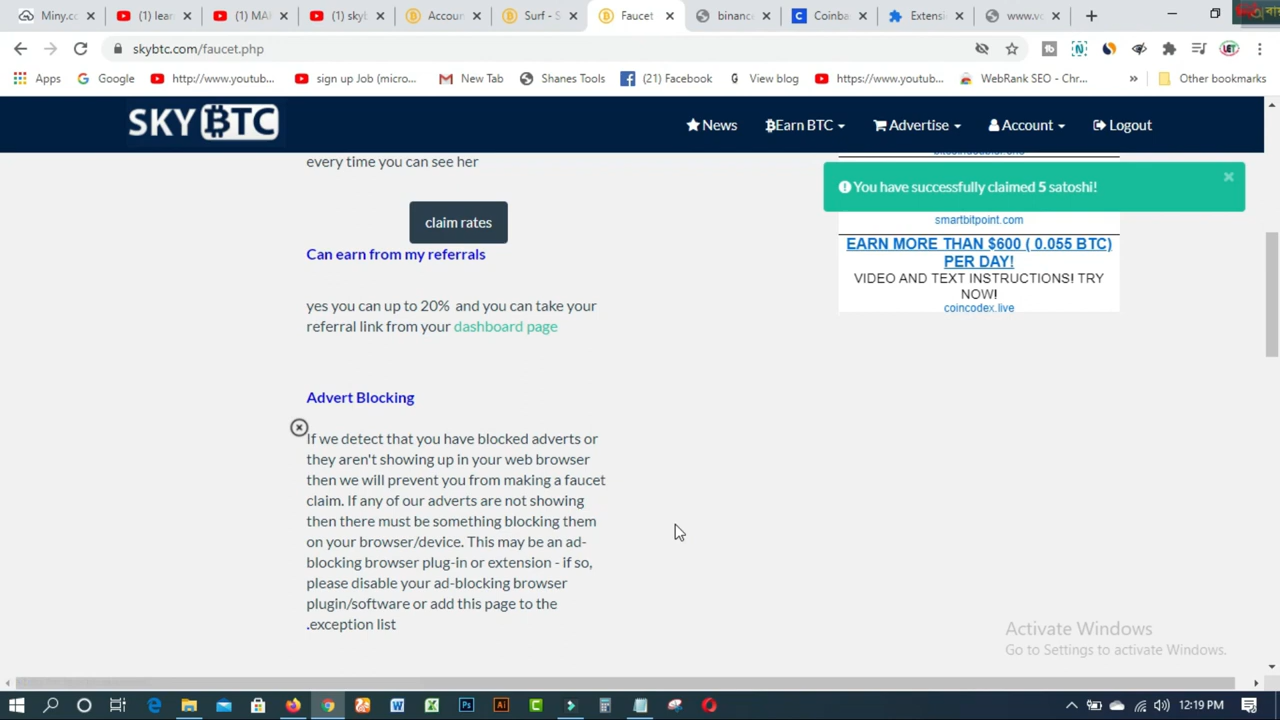 Miny.cc
(1) lear
(1) MAI
(1) sky
Accou
Surf - S
Faucet
binance
Coinba
Extensi
www.vo
skybtc.com/faucet.php
Apps
Google
http://www.youtub...
sign up Job (micro...
New Tab
Shanes Tools
(21) Facebook
View blog
https://www.youtub...
WebRank SEO - Chr...
»
Other bookmarks
SKY BTC
News
Earn BTC
Advertise
Account
Logout
every time you can see her
You have successfully claimed 5 satoshi!
claim rates
smartbitpoint.com
EARN MORE THAN $600 ( 0.055 BTC)
PER DAY!
VIDEO AND TEXT INSTRUCTIONS! TRY
NOW!
coincodex.live
Can earn from my referrals
yes you can up to 20% and you can take your
referral link from your dashboard page
Advert Blocking
If we detect that you have blocked adverts or
they aren't showing up in your web browser
then we will prevent you from making a faucet
claim. If any of our adverts are not showing
then there must be something blocking them
on your browser/device. This may be an ad-
blocking browser plug-in or extension - if so,
please disable your ad-blocking browser
plugin/software or add this page to the
.exception list
Activate Windows
Go to Settings to activate Windows.
12:19 PM